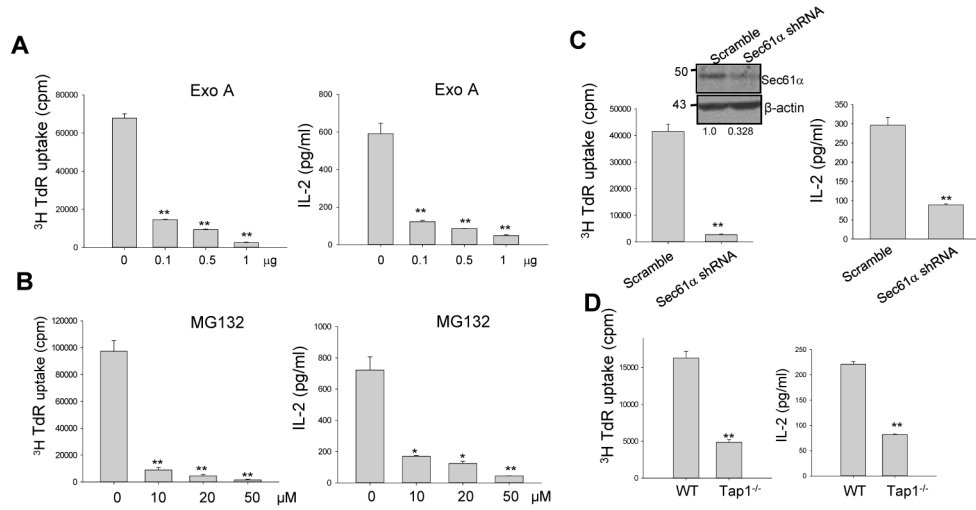 A
Exo A
³H TdR uptake (cpm)
80000
60000
40000
20000
0
**
**
**
0 0.1 0.5 1 μg
Exo A
IL-2 (pg/ml)
800
600
400
200
0
**
**
**
0 0.1 0.5 1 μg
B
MG132
³H TdR uptake (cpm)
120000
100000
80000
60000
40000
20000
0
**
**
**
0 10 20 50 μM
MG132
IL-2 (pg/ml)
1000
800
600
400
200
0
*
*
**
0 10 20 50 μM
C
Scramble
Sec61α shRNA
50
Sec61α
43
β-actin
1.0 0.328
³H TdR uptake (cpm)
50000
40000
30000
20000
10000
0
**
Scramble
Sec61α shRNA
IL-2 (pg/ml)
350
300
250
200
150
100
50
0
**
Scramble
Sec61α shRNA
D
³H TdR uptake (cpm)
15000
10000
5000
0
**
WT Tap1⁻/⁻
IL-2 (pg/ml)
250
200
150
100
50
0
**
WT Tap1⁻/⁻